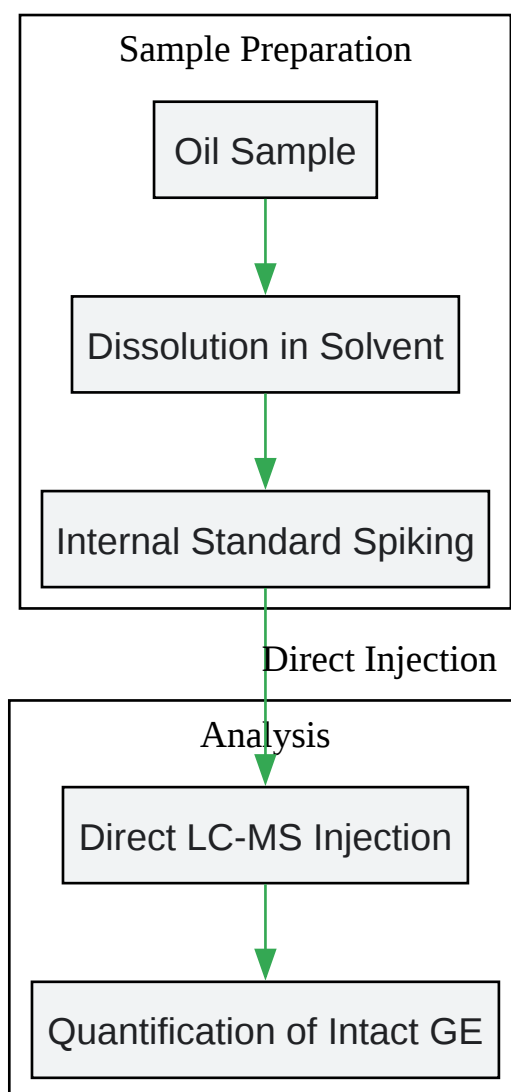 Sample Preparation
Oil Sample
Dissolution in Solvent
Internal Standard Spiking
Direct Injection
Analysis
Direct LC-MS Injection
Quantification of Intact GE